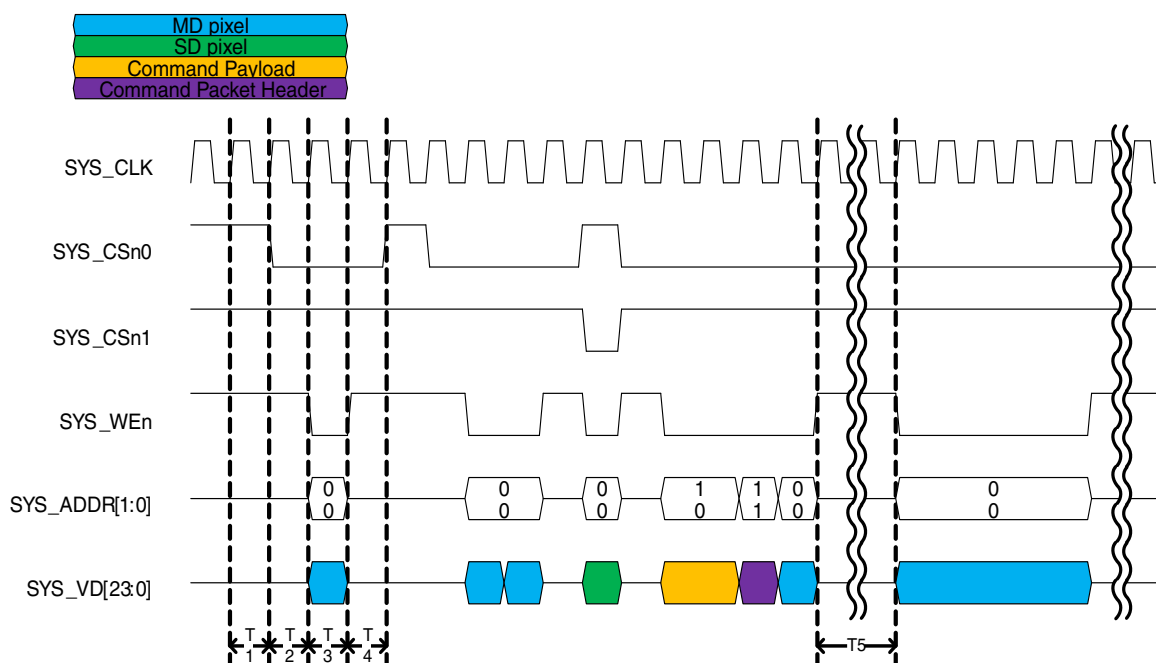 MD pixel
SD pixel
Command Payload
Command Packet Header
SYS_CLK
SYS_CSn0
SYS_CSn1
SYS_WEn
SYS_ADDR[1:0]
0 0 0 1 1 0 0
0 0 0 0 1 0 0
SYS_VD[23:0]
T T T T T5
1 2 3 4